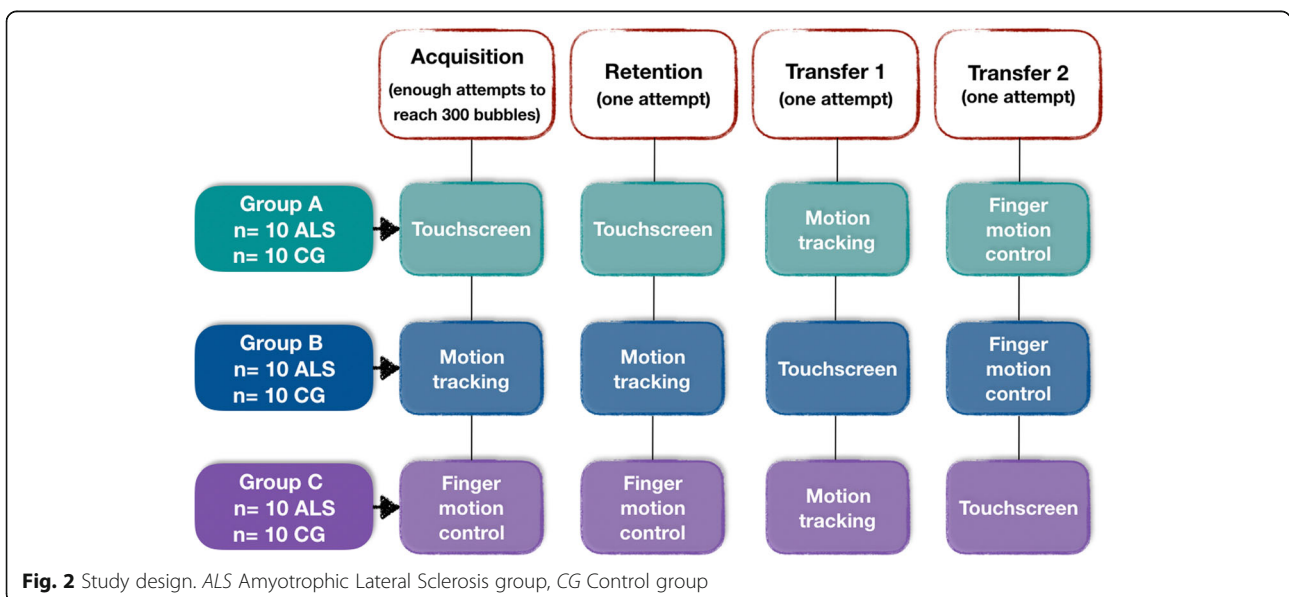 Acquisition
(enough attempts to
reach 300 bubbles)
Retention
(one attempt)
Transfer 1
(one attempt)
Transfer 2
(one attempt)
Group A
n= 10 ALS
n= 10 CG
Touchscreen
Touchscreen
Motion
tracking
Finger
motion
control
Group B
n= 10 ALS
n= 10 CG
Motion
tracking
Motion
tracking
Touchscreen
Finger
motion
control
Group C
n= 10 ALS
n= 10 CG
Finger
motion
control
Finger
motion
control
Motion
tracking
Touchscreen
Fig. 2 Study design. ALS Amyotrophic Lateral Sclerosis group, CG Control group